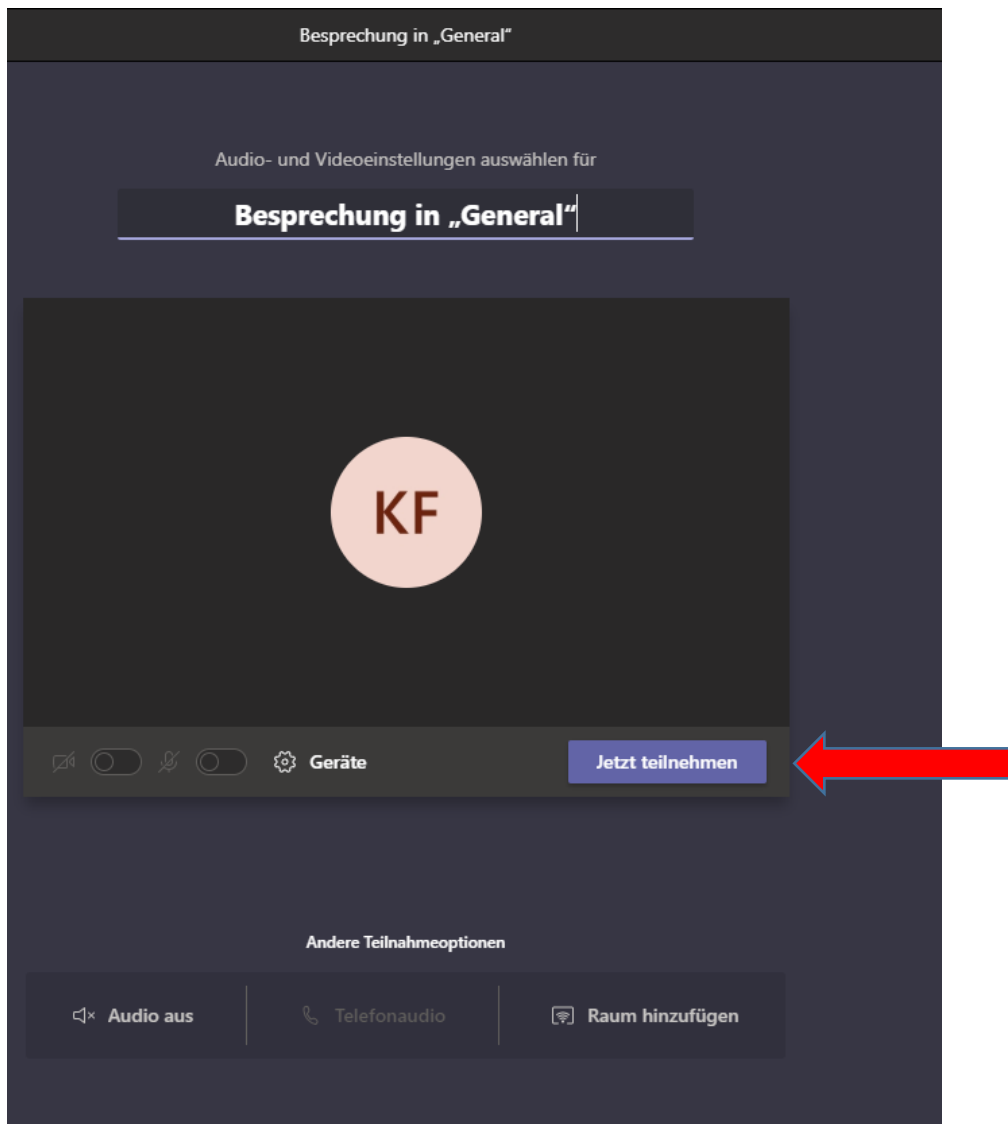 Besprechung in „General“
Audio- und Videoeinstellungen auswählen für
Besprechung in „General“
KF
Geräte
Jetzt teilnehmen
Andere Teilnahmeoptionen
Audio aus
Telefonaudio
Raum hinzufügen